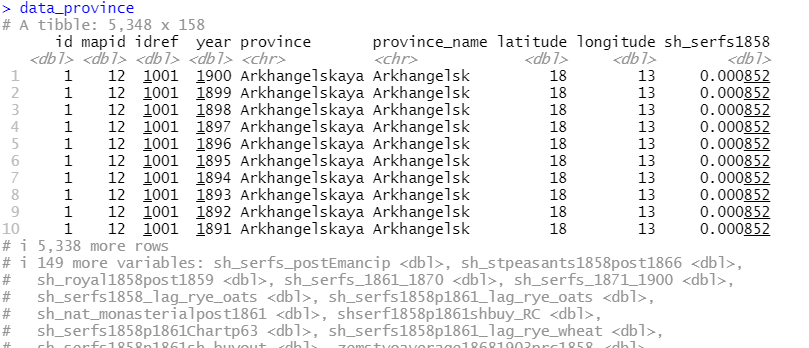 > data_province
# A tibble: 5,348 x 158
id mapid idref year province province_name latitude longitude sh_serfs1858
<dbl> <dbl> <dbl> <dbl> <chr> <chr> <dbl> <dbl> <dbl>
1 1 12 1001 1900 Arkhangelskaya Arkhangelsk 18 13 0.000852
2 1 12 1001 1899 Arkhangelskaya Arkhangelsk 18 13 0.000852
3 1 12 1001 1898 Arkhangelskaya Arkhangelsk 18 13 0.000852
4 1 12 1001 1897 Arkhangelskaya Arkhangelsk 18 13 0.000852
5 1 12 1001 1896 Arkhangelskaya Arkhangelsk 18 13 0.000852
6 1 12 1001 1895 Arkhangelskaya Arkhangelsk 18 13 0.000852
7 1 12 1001 1894 Arkhangelskaya Arkhangelsk 18 13 0.000852
8 1 12 1001 1893 Arkhangelskaya Arkhangelsk 18 13 0.000852
9 1 12 1001 1892 Arkhangelskaya Arkhangelsk 18 13 0.000852
10 1 12 1001 1891 Arkhangelskaya Arkhangelsk 18 13 0.000852
# i 5,338 more rows
# i 149 more variables: sh_serfs_postEmancip <dbl>, sh_stpeasants1858post1866 <dbl>,
# sh_royal1858post1859 <dbl>, sh_serfs_1861_1870 <dbl>, sh_serfs_1871_1900 <dbl>,
# sh_serfs1858_lag_rye_oats <dbl>, sh_serfs1858p1861_lag_rye_oats <dbl>,
# sh_nat_monasterialpost1861 <dbl>, shserf1858p1861shbuy_RC <dbl>,
# sh_serfs1858p1861Chartp63 <dbl>, sh_serfs1858p1861_lag_rye_wheat <dbl>,